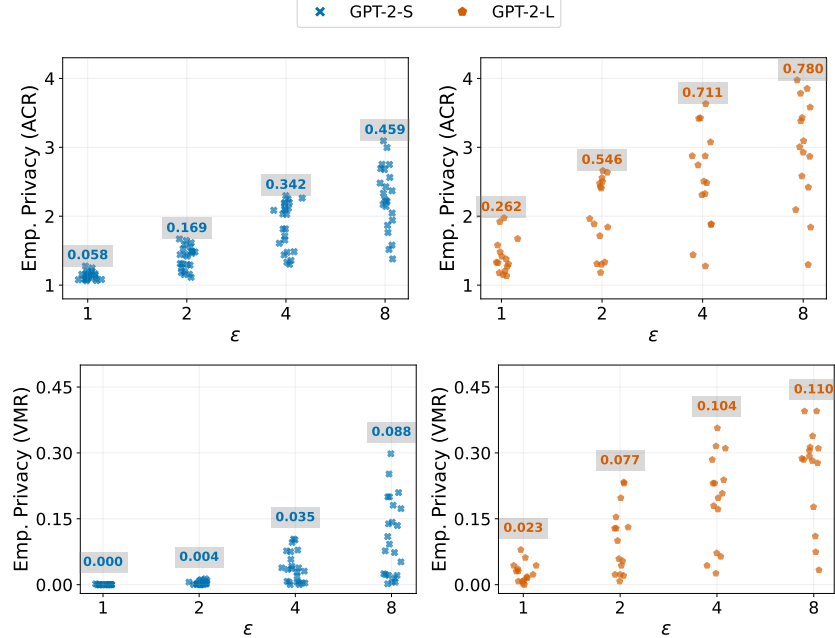 GPT-2-S GPT-2-L
Emp. Privacy (ACR)
4
3
2
1
0.058
0.169
0.342
0.459
1 2 4 8
ε
Emp. Privacy (ACR)
4
3
2
1
0.262
0.546
0.711
0.780
1 2 4 8
ε
Emp. Privacy (VMR)
0.45
0.30
0.15
0.00
0.000
0.004
0.035
0.088
1 2 4 8
ε
Emp. Privacy (VMR)
0.45
0.30
0.15
0.00
0.023
0.077
0.104
0.110
1 2 4 8
ε